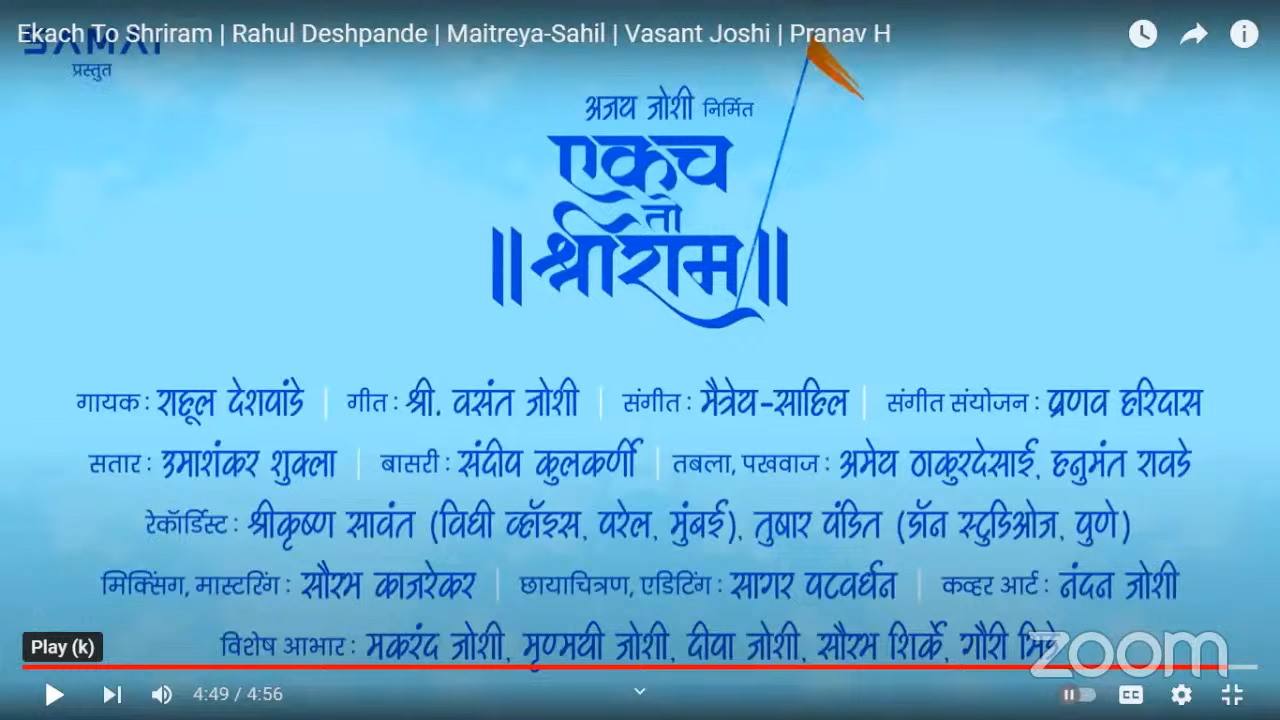 Ekach To Shriram | Rahul Deshpande | Maitreya-Sahil | Vasant Joshi | Pranav H
SAMAI
प्रस्तुत
अजय जोशी निर्मित
एकच
तो
||श्रीराम||
गायक : राहूल देशपांडे | गीत : श्री. वसंत जोशी | संगीत : मैत्रेय-साहिल | संगीत संयोजन : प्रणव हरिदास
सतार : उमाशंकर शुक्ला | बासरी : संदीप कुलकर्णी | तबला, पखवाज : अमेय ठाकुरदेसाई, हनुमंत रावडे
रेकॉर्डिस्ट : श्रीकृष्ण सावंत (विधी व्हॉइस, परेल, मुंबई), तुषार पंडित (डॉन स्टुडिओज, पुणे)
मिक्सिंग, मास्टरिंग : सौरभ काजरेकर | छायाचित्रण, एडिटिंग : सागर पटवर्धन | कव्हर आर्ट : नंदन जोशी
विशेष आभार : मकरंद जोशी, मृण्मयी जोशी, दीपा जोशी, सौरभ शिर्के, गौरी
Play (k)
zoom
4:49 / 4:56
CC